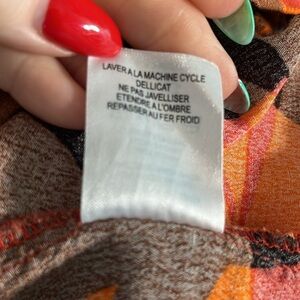 LAVER A LA MACHINE CYCLE
DELLICAT
NE PAS JAVELLISER
ETENDRE A L'OMBRE
REPASSER AU FER FROID